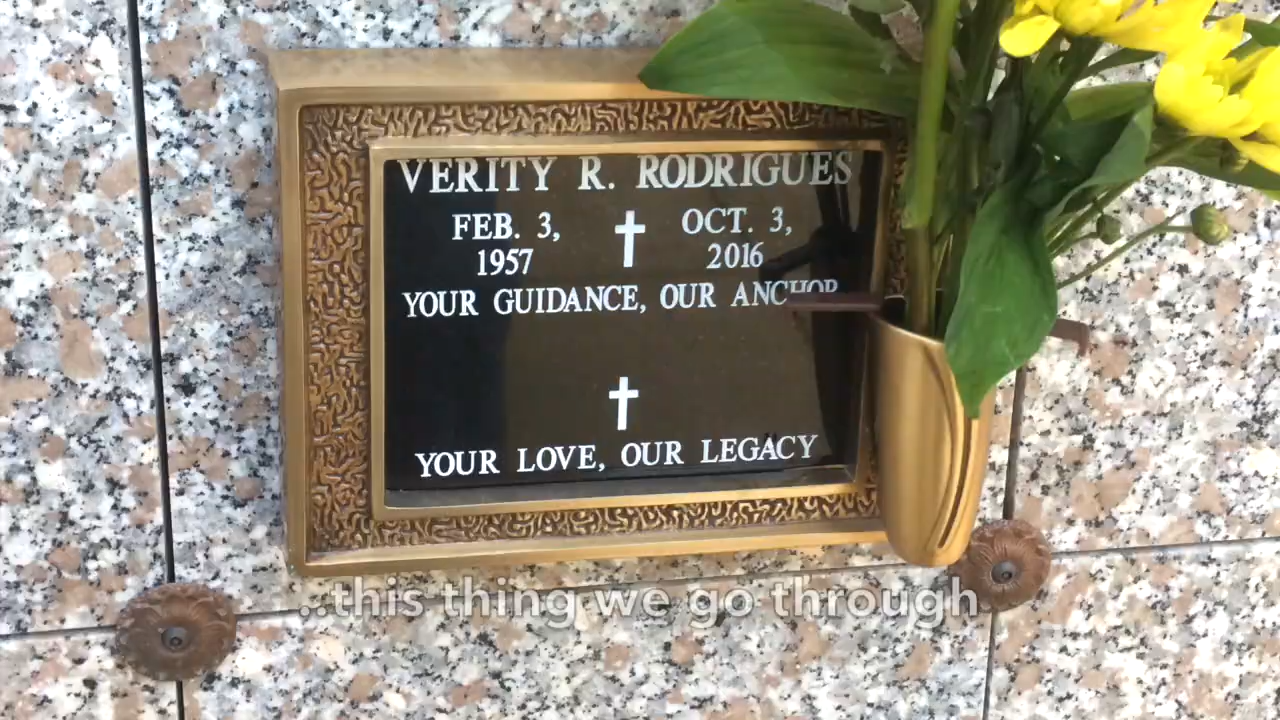 VERITY R. RODRIGUES
FEB. 3, OCT. 3,
1957 2016
YOUR GUIDANCE, OUR ANCHOR
YOUR LOVE, OUR LEGACY
...this thing we go through